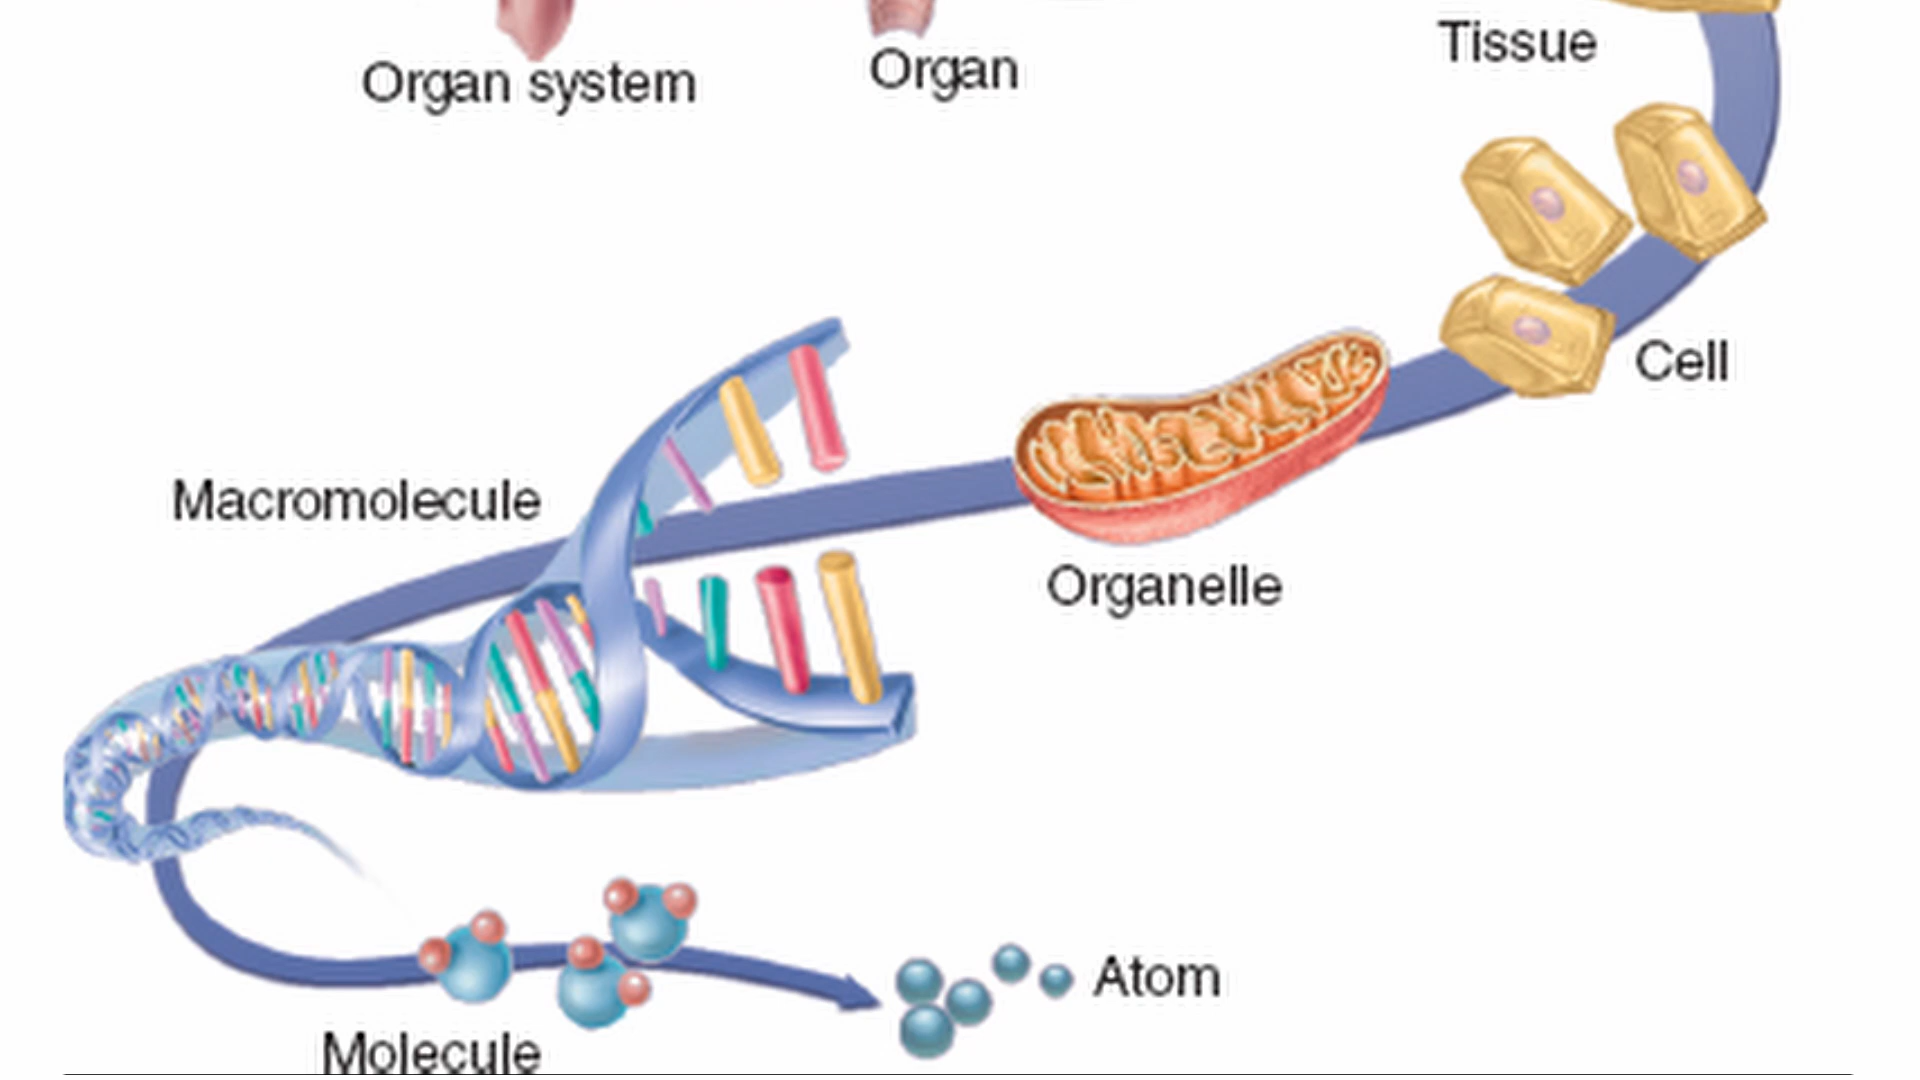 Organ system
Organ
Tissue
Cell
Organelle
Macromolecule
Molecule
Atom